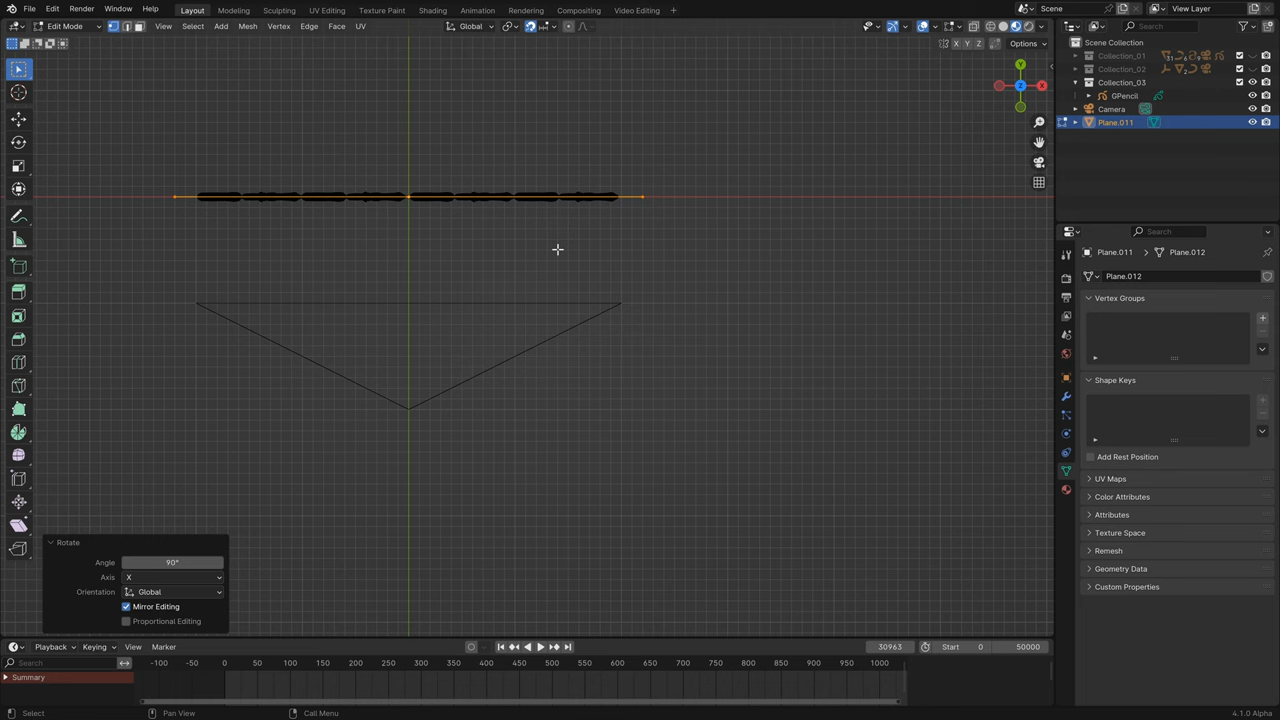 File Edit Render Window Help Layout Modeling Sculpting UV Editing Texture Paint Shading Animation Rendering Compositing Video Editing + Scene View Layer
Edit Mode View Select Add Mesh Vertex Edge Face UV Global Search
X Y Z Options
Scene Collection
Collection_01
Collection_02
Collection_03
GPencil
Camera
Plane.011
Y
Z X
Search
Plane.011 > Plane.012
Plane.012
Vertex Groups
Shape Keys
Add Rest Position
UV Maps
Color Attributes
Attributes
Texture Space
Remesh
Geometry Data
Custom Properties
Rotate
Angle 90°
Axis X
Orientation Global
Mirror Editing
Proportional Editing
Playback Keying View Marker 30963 Start 0 50000
Search -100 -50 0 50 100 150 200 250 300 350 400 450 500 550 600 650 700 750 800 850 900 950 1000
Summary
Select Pan View Call Menu 4.1.0 Alpha